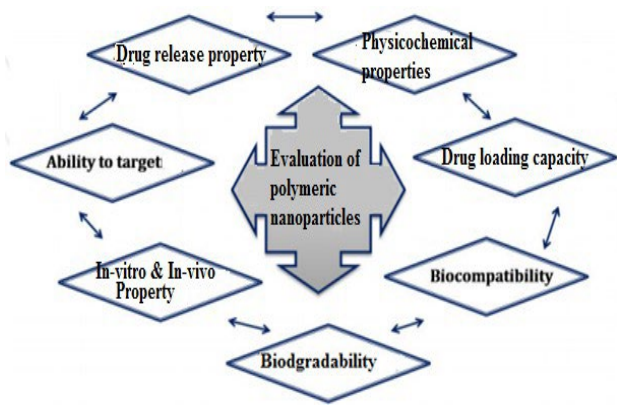 Drug release property
Physicochemical
properties
Ability to target
Evaluation of
polymeric
nanoparticles
Drug loading capacity
In-vitro & In-vivo
Property
Biocompatibility
Biodgradability